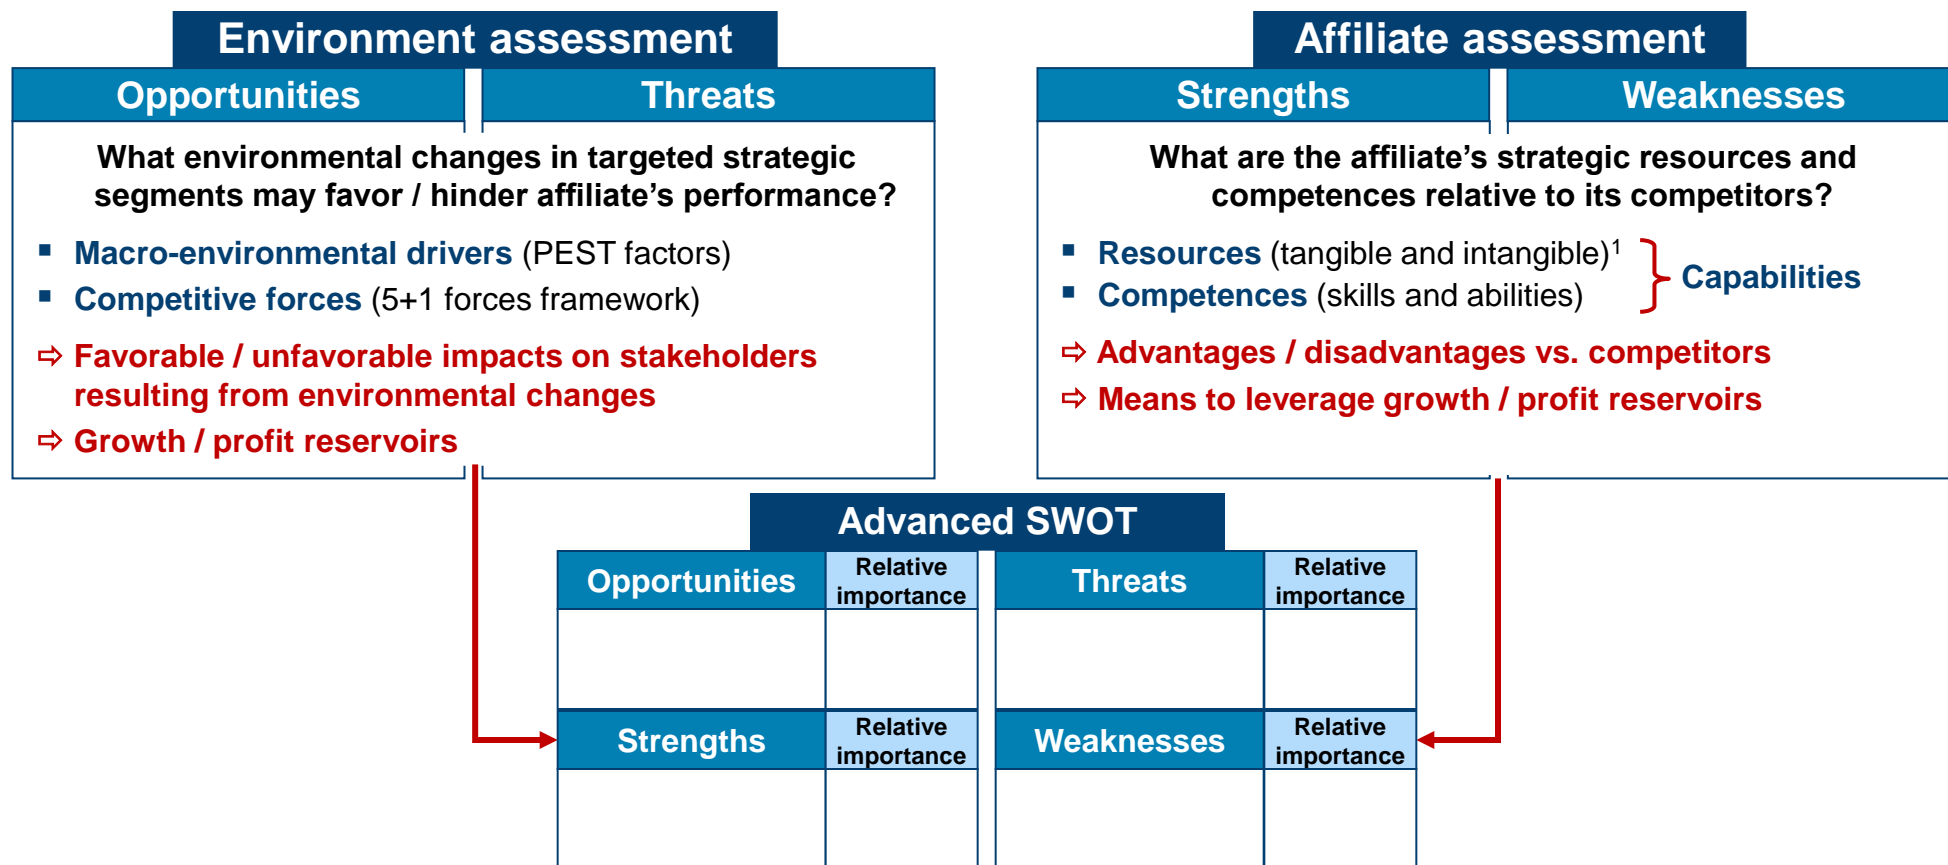 Environment assessment
Opportunities
Threats
What environmental changes in targeted strategic
segments may favor / hinder affiliate's performance?
▪ Macro-environmental drivers (PEST factors)
▪ Competitive forces (5+1 forces framework)
⇨ Favorable / unfavorable impacts on stakeholders
resulting from environmental changes
⇨ Growth / profit reservoirs
Affiliate assessment
Strengths
Weaknesses
What are the affiliate's strategic resources and
competences relative to its competitors?
▪ Resources (tangible and intangible)¹
▪ Competences (skills and abilities)
Capabilities
⇨ Advantages / disadvantages vs. competitors
⇨ Means to leverage growth / profit reservoirs
Advanced SWOT
Opportunities
Relative
importance
Threats
Relative
importance
Strengths
Relative
importance
Weaknesses
Relative
importance